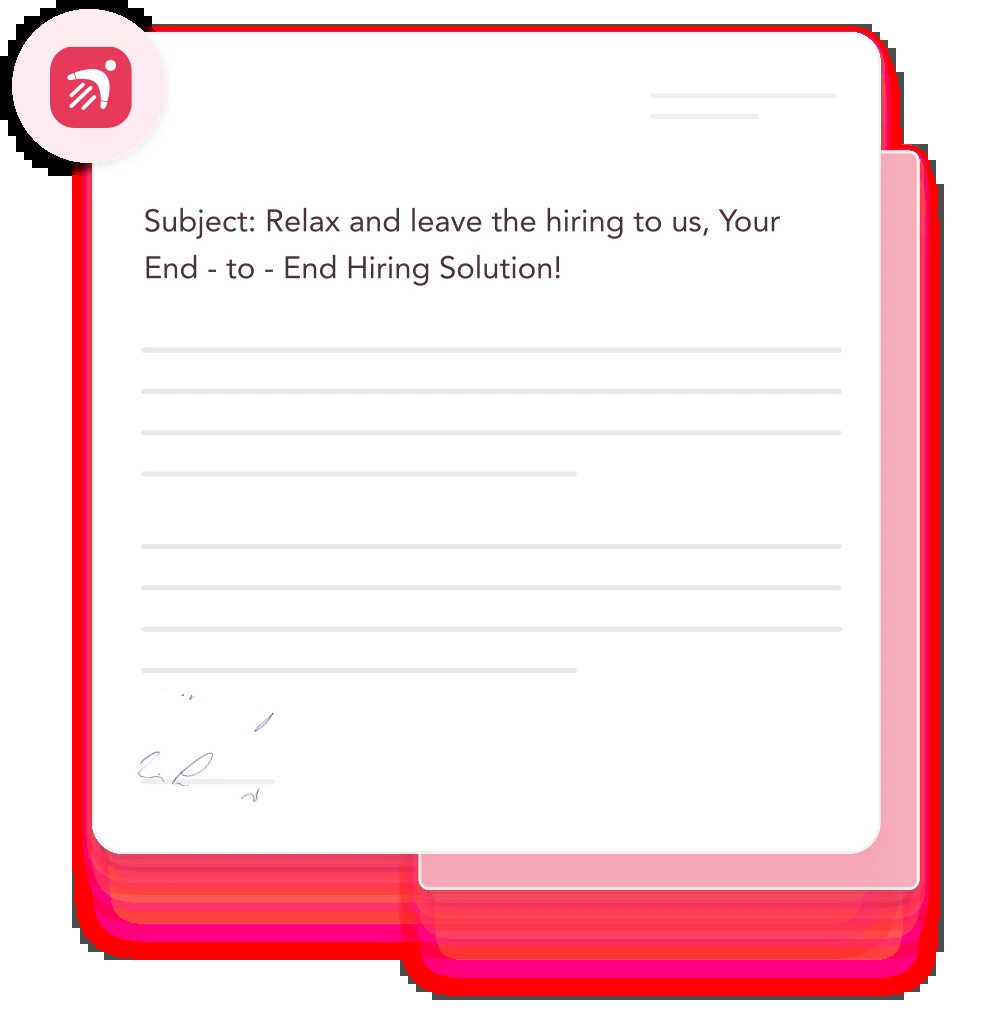 Subject: Relax and leave the hiring to us, Your
End - to - End Hiring Solution!